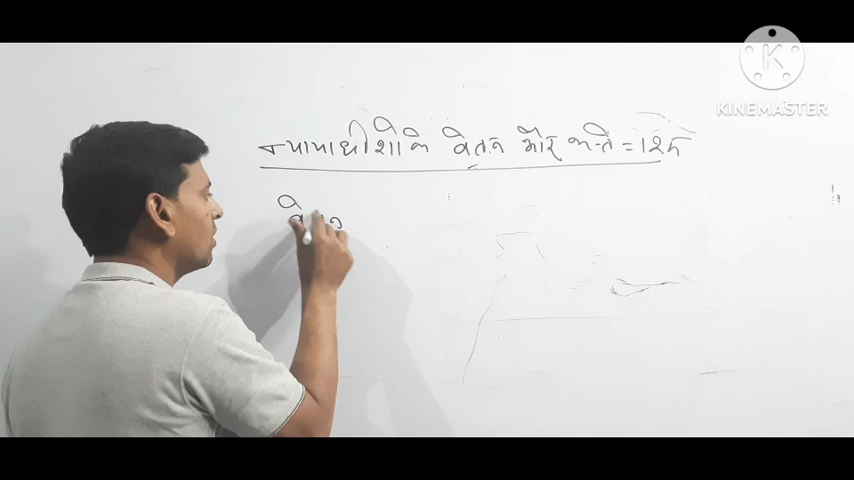 KINEMASTER
न्यायाधीशो के वेतन और भत्ते = 125